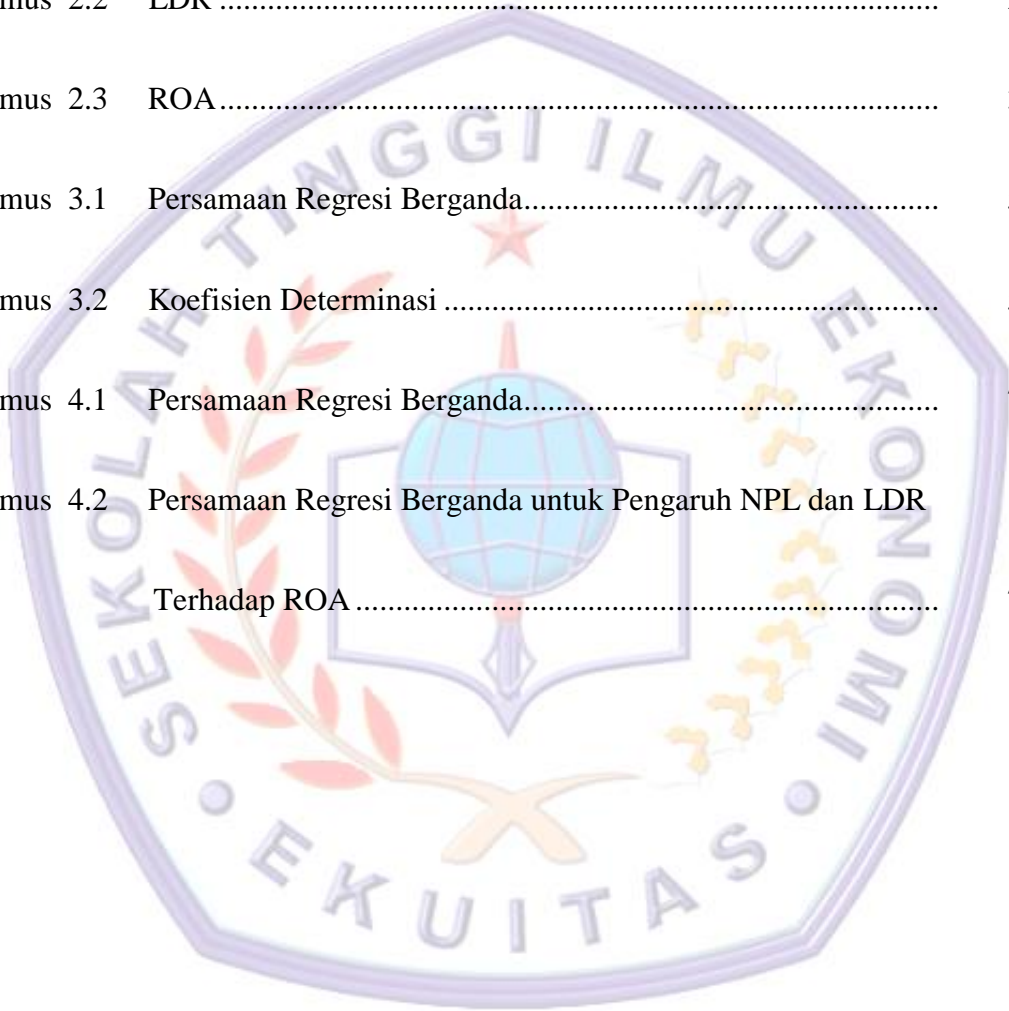 mus 2.2 LDR ..........................................................................................
mus 2.3 ROA..........................................................................................
mus 3.1 Persamaan Regresi Berganda....................................................
mus 3.2 Koefisien Determinasi ..............................................................
mus 4.1 Persamaan Regresi Berganda....................................................
mus 4.2 Persamaan Regresi Berganda untuk Pengaruh NPL dan LDR
Terhadap ROA .........................................................................
SEKOLAH TINGGI ILMU EKONOMI
EKUITAS